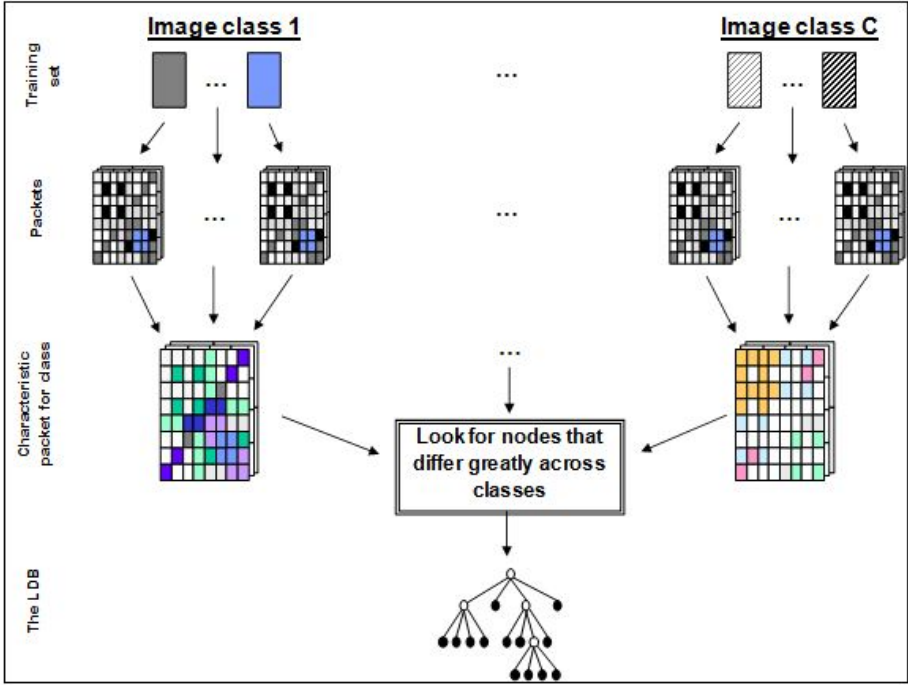 Image class 1
Image class C
Training
set
...
...
...
Packets
...
...
...
Characteristic
packet for class
...
Look for nodes that
differ greatly across
classes
The LDB